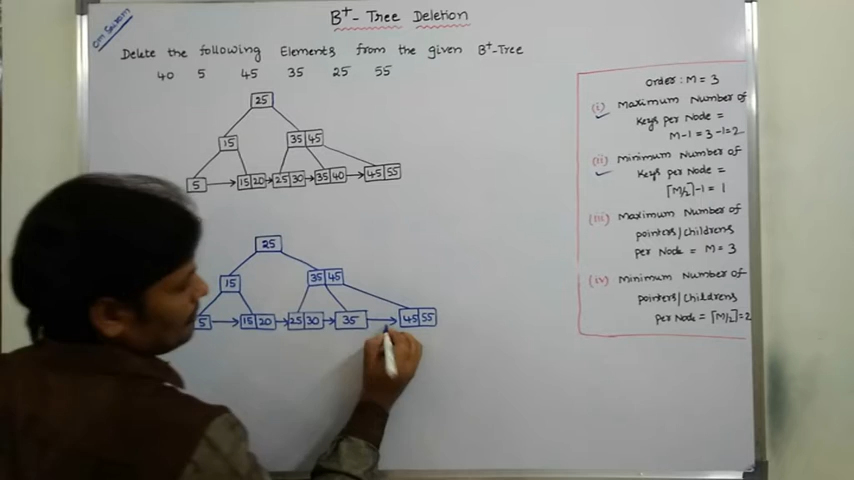 Om Sairam
B⁺- Tree Deletion
Delete the following Elements from the given B⁺-Tree
40 5 45 35 25 55
25
15 35 45
5 15 20 25 30 35 40 45 55
25
15 35 45
5 15 20 25 30 35 45 55
Order: M = 3
(i) Maximum Number of
Keys per Node =
M-1 = 3-1=2
(ii) Minimum Number of
Keys per Node =
⌈M/2⌉-1 = 1
(iii) Maximum Number of
pointers/childrens
per Node = M = 3
(iv) Minimum Number of
pointers/childrens
per Node = ⌈M/2⌉=2